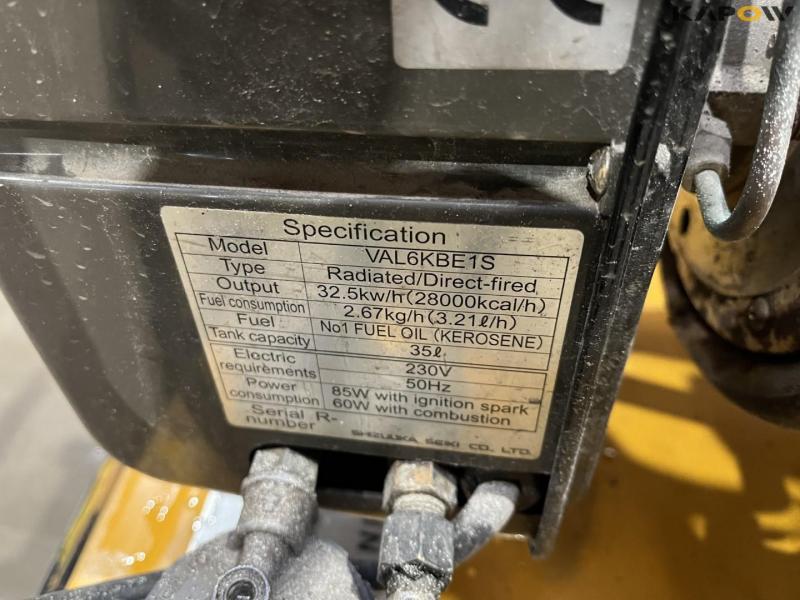 KAPOW
Specification
Model VAL6KBE1S
Type Radiated/Direct-fired
Output 32.5kw/h(28000kcal/h)
Fuel consumption 2.67kg/h(3.21ℓ/h)
Fuel No1 FUEL OIL (KEROSENE)
Tank capacity 35ℓ
Electric requirements 230V
50Hz
Power consumption 85W with ignition spark
60W with combustion
Serial R-
number
SHIZUOKA SEIKI CO., LTD.